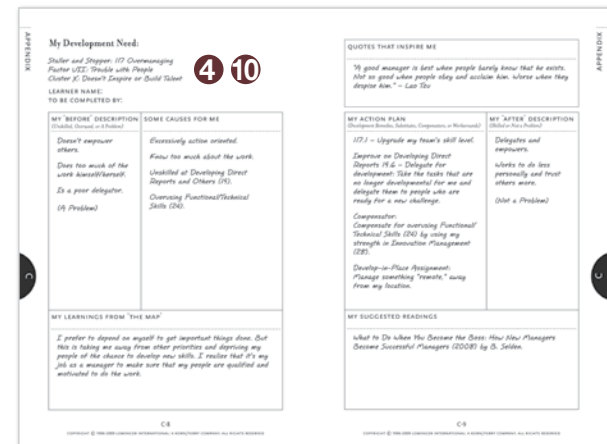 APPENDIX
My Development Need:
Staller and Stopper: 117 Overmanaging
Factor VIII: Trouble with People
Cluster X: Doesn't Inspire or Build Talent
4 10
LEARNER NAME:
TO BE COMPLETED BY:
MY "BEFORE" DESCRIPTION
(Unskilled, Overused, or A Problem)
Doesn't empower
others.
Does too much of the
work himself/herself.
Is a poor delegator.
(A Problem)
SOME CAUSES FOR ME
Excessively action oriented.
Know too much about the work.
Unskilled at Developing Direct
Reports and Others (19).
Overusing Functional/Technical
Skills (24).
MY LEARNINGS FROM "THE MAP"
I prefer to depend on myself to get important things done. But
this is taking me away from other priorities and depriving my
people of the chance to develop new skills. I realize that it's my
job as a manager to make sure that my people are qualified and
motivated to do the work.
C
C-8
QUOTES THAT INSPIRE ME
"A good manager is best when people barely know that he exists.
Not so good when people obey and acclaim him. Worse when they
despise him." – Lao Tzu
MY ACTION PLAN
(Development Remedies, Substitutes, Compensators, or Workarounds)
117.1 – Upgrade my team's skill level.
Improve on Developing Direct
Reports 19.6 – Delegate for
development: Take the tasks that are
no longer developmental for me and
delegate them to people who are
ready for a new challenge.
Compensator:
Compensate for overusing Functional/
Technical Skills (24) by using my
strength in Innovation Management
(28).
Develop-in-Place Assignment:
Manage something "remote," away
from my location.
MY "AFTER" DESCRIPTION
(Skilled or Not a Problem)
Delegates and
empowers.
Works to do less
personally and trust
others more.
(Not a Problem)
MY SUGGESTED READINGS
What to Do When You Become the Boss: How New Managers
Become Successful Managers (2008) by B. Selden.
C-9
APPENDIX
C